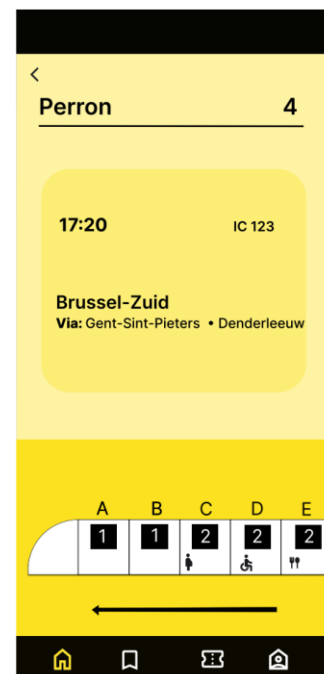 Perron 4
17:20 IC 123
Brussel-Zuid
Via: Gent-Sint-Pieters • Denderleeuw
A B C D E
1 1 2 2 2